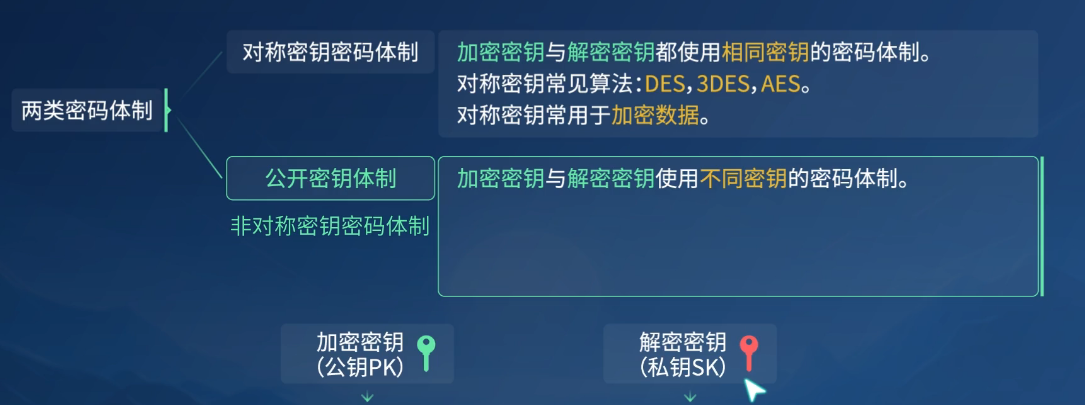 两类密码体制
对称密钥密码体制
加密密钥与解密密钥都使用相同密钥的密码体制。
对称密钥常见算法：DES，3DES，AES。
对称密钥常用于加密数据。
公开密钥体制
非对称密钥密码体制
加密密钥与解密密钥使用不同密钥的密码体制。
加密密钥
（公钥PK）
解密密钥
（私钥SK）